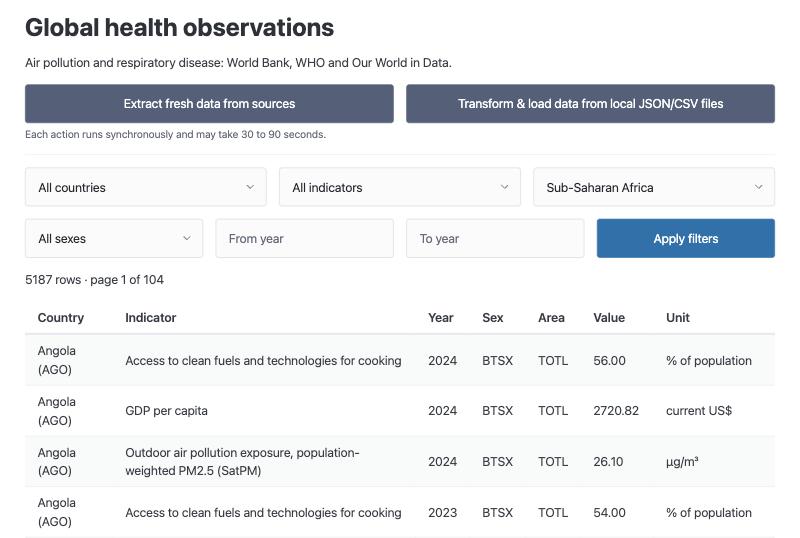 Global health observations
Air pollution and respiratory disease: World Bank, WHO and Our World in Data.
Extract fresh data from sources
Transform & load data from local JSON/CSV files
Each action runs synchronously and may take 30 to 90 seconds.
All countries
All indicators
Sub-Saharan Africa
All sexes
From year
To year
Apply filters
5187 rows · page 1 of 104
Country Indicator Year Sex Area Value Unit
Angola
(AGO)
Access to clean fuels and technologies for cooking 2024 BTSX TOTL 56.00 % of population
Angola
(AGO)
GDP per capita 2024 BTSX TOTL 2720.82 current US$
Angola
(AGO)
Outdoor air pollution exposure, population-
weighted PM2.5 (SatPM) 2024 BTSX TOTL 26.10 µg/m³
Angola
(AGO)
Access to clean fuels and technologies for cooking 2023 BTSX TOTL 54.00 % of population